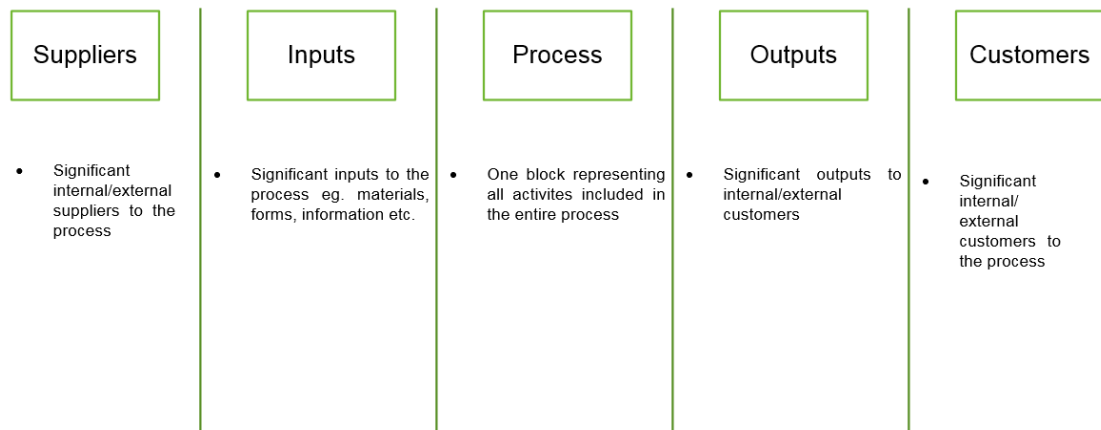 Suppliers
Inputs
Process
Outputs
Customers
• Significant
internal/external
suppliers to the
process
• Significant inputs to the
process eg. materials,
forms, information etc.
• One block representing
all activites included in
the entire process
• Significant outputs to
internal/external
customers
• Significant
internal/
external
customers to
the process